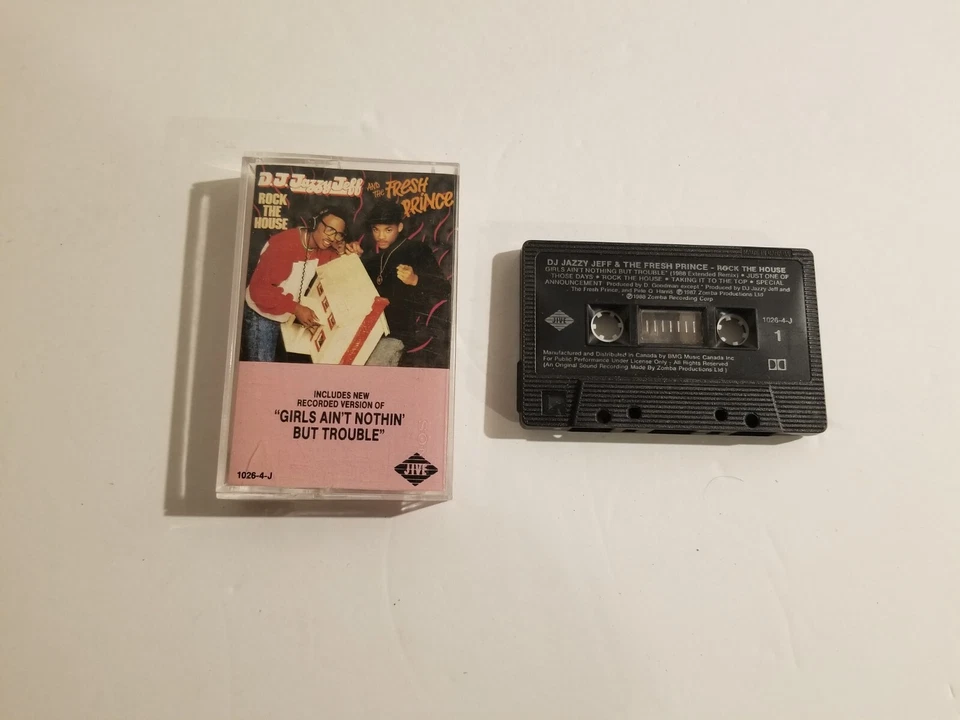 D.J. Jazzy Jeff AND THE FRESH PRINCE
ROCK
THE
HOUSE
INCLUDES NEW
RECORDED VERSION OF
"GIRLS AIN'T NOTHIN'
BUT TROUBLE"
1026-4-J
JIVE
DJ JAZZY JEFF & THE FRESH PRINCE - ROCK THE HOUSE
GIRLS AIN'T NOTHING BUT TROUBLE* (1988 Extended Remix) • JUST ONE OF
THOSE DAYS • *ROCK THE HOUSE • TAKING IT TO THE TOP • SPECIAL
ANNOUNCEMENT Produced by D. Goodman except * Produced by DJ Jazzy Jeff and
The Fresh Prince, and Pete Q. Harris ℗1987 Zomba Productions Ltd
* ℗1988 Zomba Recording Corp.
JIVE
1026-4-J
1
Manufactured and Distributed in Canada by BMG Music Canada Inc.
For Public Performance Under License Only - All Rights Reserved
(An Original Sound Recording Made By Zomba Productions Ltd.)